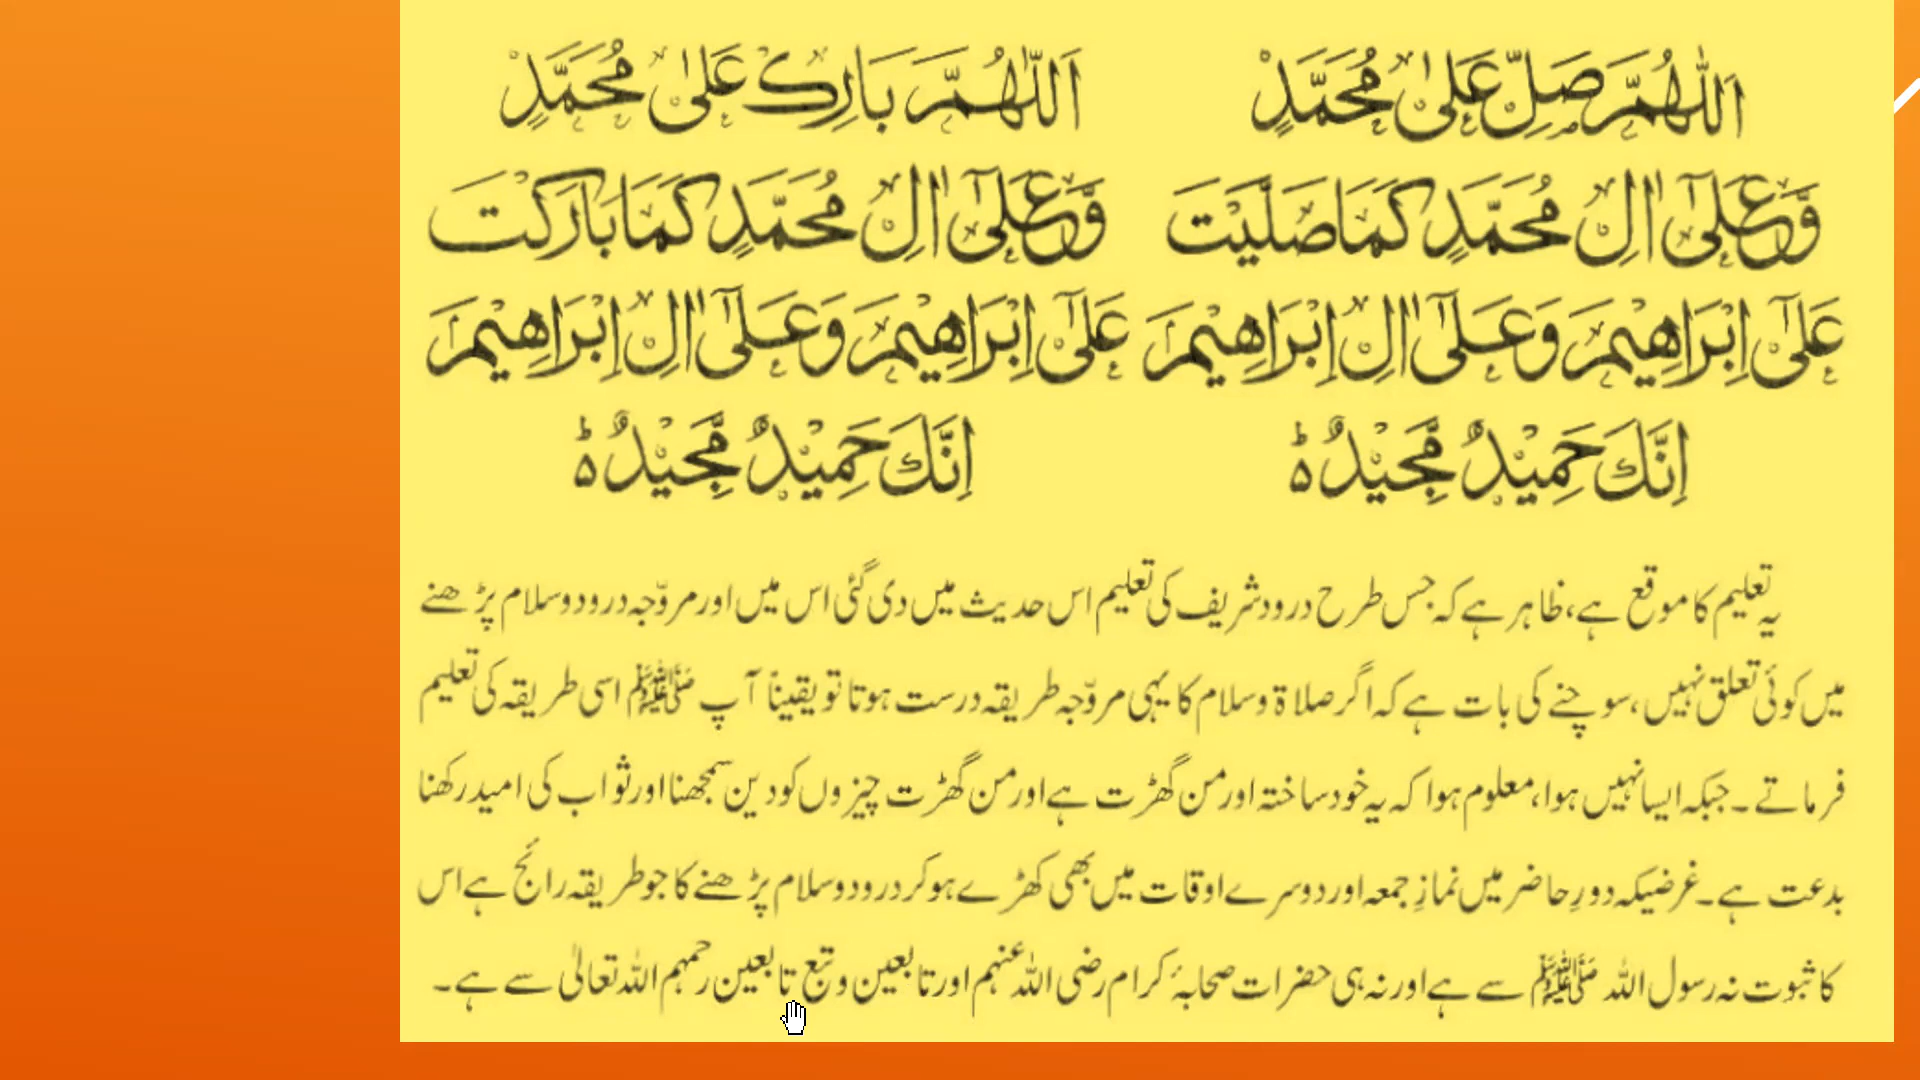 اَللّٰهُمَّ صَلِّ عَلٰى مُحَمَّدٍ
وَّعَلٰٓى اٰلِ مُحَمَّدٍ كَمَا صَلَّيْتَ
عَلٰٓى اِبْرَاهِيْمَ وَعَلٰٓى اٰلِ اِبْرَاهِيْمَ
اِنَّكَ حَمِيْدٌ مَّجِيْدٌ ؕ
اَللّٰهُمَّ بَارِكْ عَلٰى مُحَمَّدٍ
وَّعَلٰٓى اٰلِ مُحَمَّدٍ كَمَا بَارَكْتَ
عَلٰٓى اِبْرَاهِيْمَ وَعَلٰٓى اٰلِ اِبْرَاهِيْمَ
اِنَّكَ حَمِيْدٌ مَّجِيْدٌ ؕ
یہ تعلیم کا موقع ہے، ظاہر ہے کہ جس طرح درود شریف کی تعلیم اس حدیث میں دی گئی اس میں اور مروّجہ درود وسلام پڑھنے
میں کوئی تعلق نہیں، سوچنے کی بات ہے کہ اگر صلاۃ وسلام کا یہی مروّجہ طریقہ درست ہوتا تو یقیناً آپ ﷺ اسی طریقہ کی تعلیم
فرماتے۔ جبکہ ایسا نہیں ہوا، معلوم ہوا کہ یہ خود ساختہ اور من گھڑت ہے اور من گھڑت چیزوں کو دین سمجھنا اور ثواب کی امید رکھنا
بدعت ہے۔ غرضیکہ دورِ حاضر میں نمازِ جمعہ اور دوسرے اوقات میں بھی کھڑے ہو کر درود وسلام پڑھنے کا جو طریقہ رائج ہے اس
کا ثبوت نہ رسول اللہ ﷺ سے ہے اور نہ ہی حضرات صحابۂ کرام رضی اللہ عنہم اور تابعین وتبع تابعین رحمہم اللہ تعالیٰ سے ہے۔